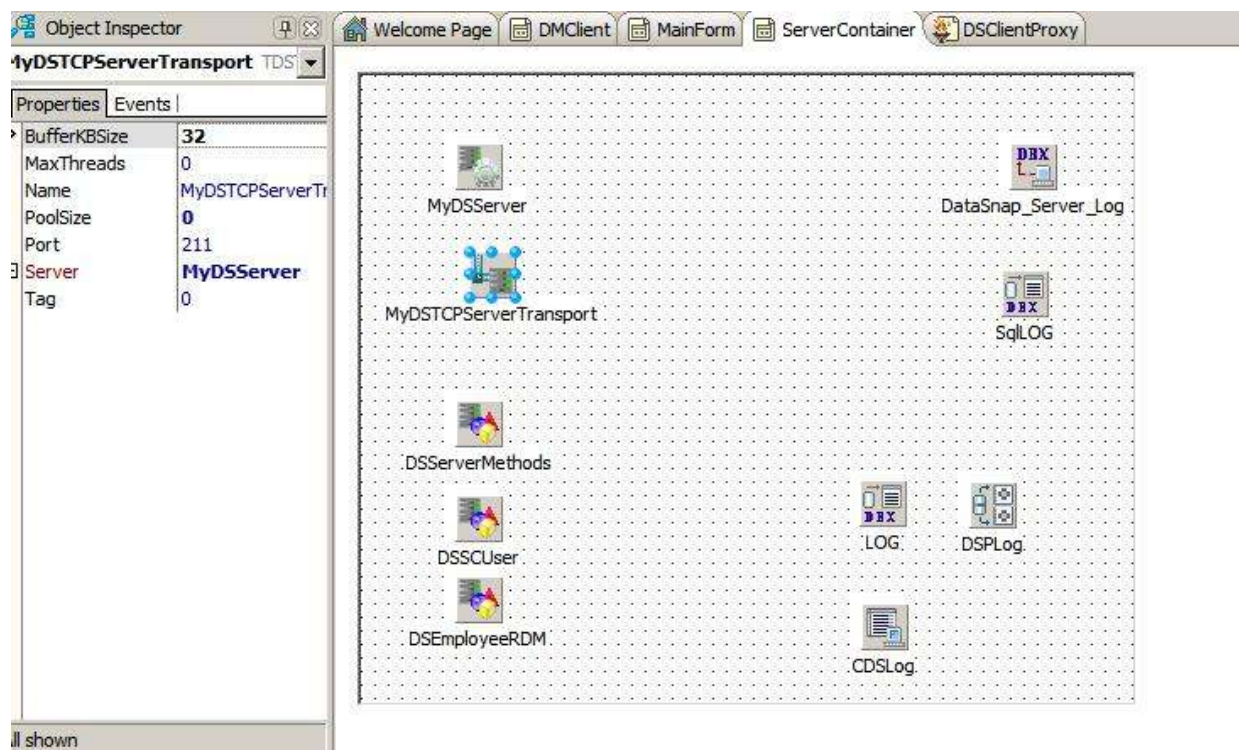 Object Inspector
MyDSTCPServerTransport TDS
Properties Events
BufferKBSize 32
MaxThreads 0
Name MyDSTCPServerTr
PoolSize 0
Port 211
Server MyDSServer
Tag 0
All shown
Welcome Page DMClient MainForm ServerContainer DSClientProxy
MyDSServer
DBX
DataSnap_Server_Log
MyDSTCPServerTransport
DBX
SqlLOG
DSServerMethods
DSSCUser
DBX
LOG
DSPLog
DSEmployeeRDM
CDSLog